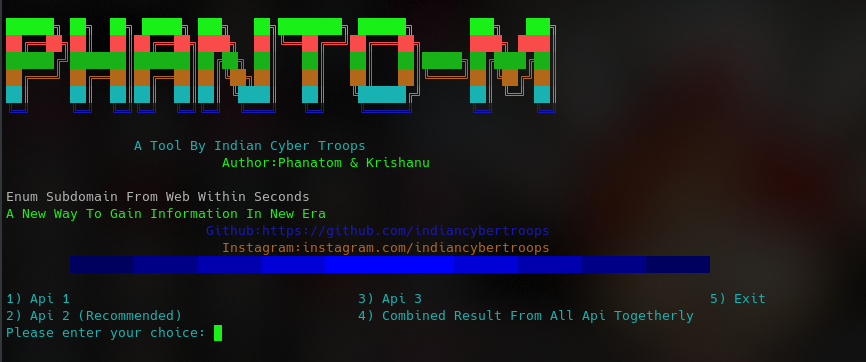 PHANTO-M
A Tool By Indian Cyber Troops
Author:Phanatom & Krishanu
Enum Subdomain From Web Within Seconds
A New Way To Gain Information In New Era
Github:https://github.com/indiancybertroops
Instagram:instagram.com/indiancybertroops
1) Api 1 3) Api 3 5) Exit
2) Api 2 (Recommended) 4) Combined Result From All Api Togetherly
Please enter your choice: